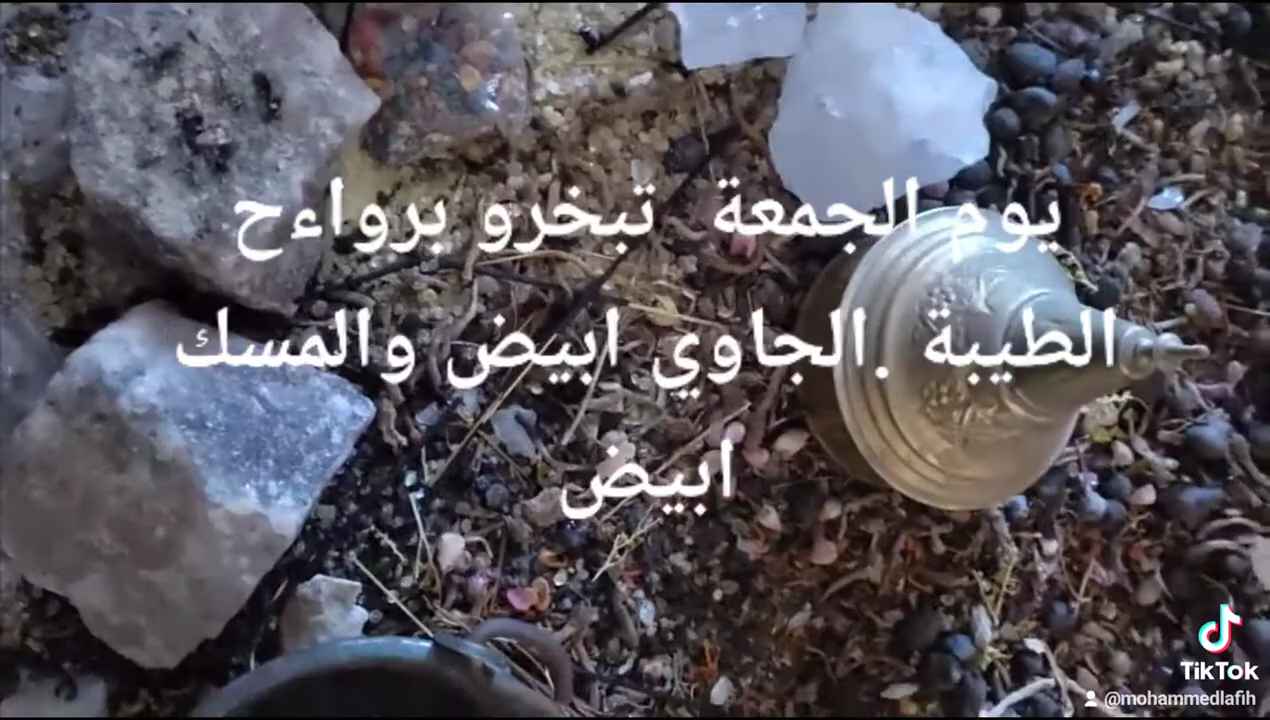 يوم الجمعة تبخرو برواءح
الطيبة .الجاوي ابيض والمسك
ابيض
TikTok
@mohammedlafih